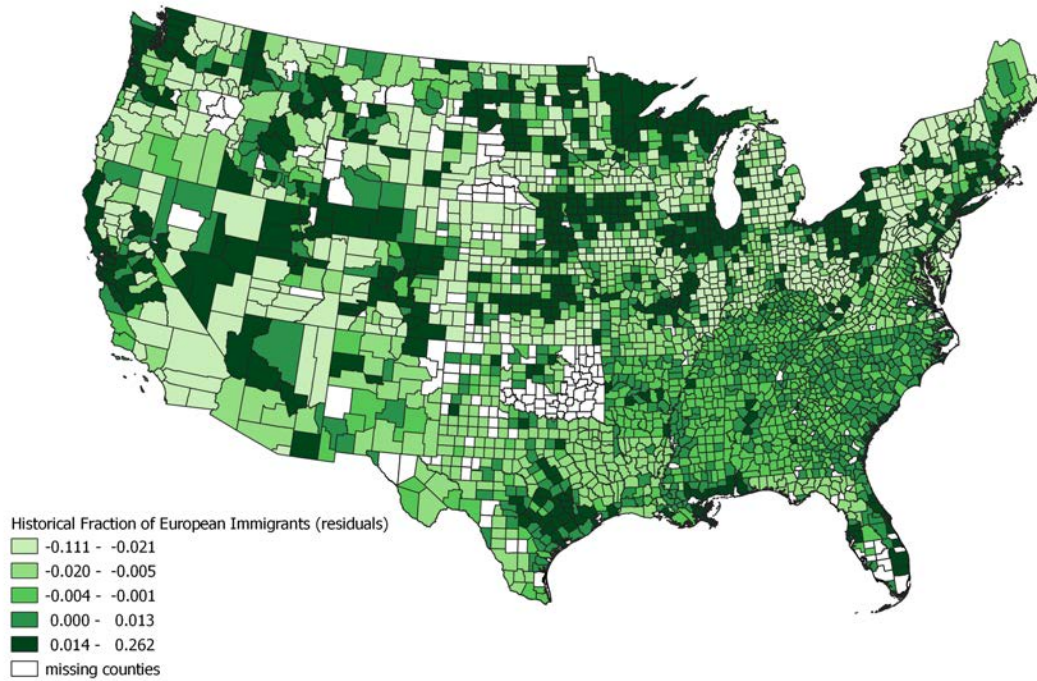 Historical Fraction of European Immigrants (residuals)
-0.111 - -0.021
-0.020 - -0.005
-0.004 - -0.001
0.000 - 0.013
0.014 - 0.262
missing counties